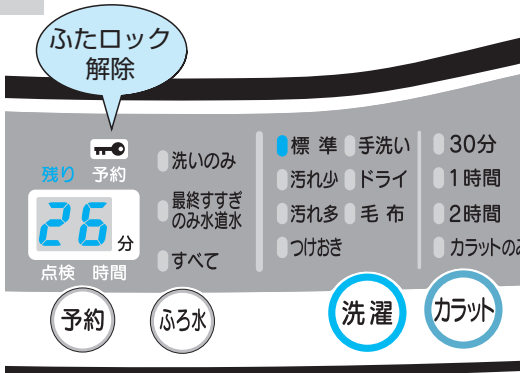 ふたロック
解除
残り 予約
26分
点検 時間
予約
洗いのみ
最終すすぎ
のみ水道水
すべて
ふろ水
標準 手洗い
汚れ少 ドライ
汚れ多 毛布
つけおき
洗濯
30分
1時間
2時間
カラットのみ
カラット